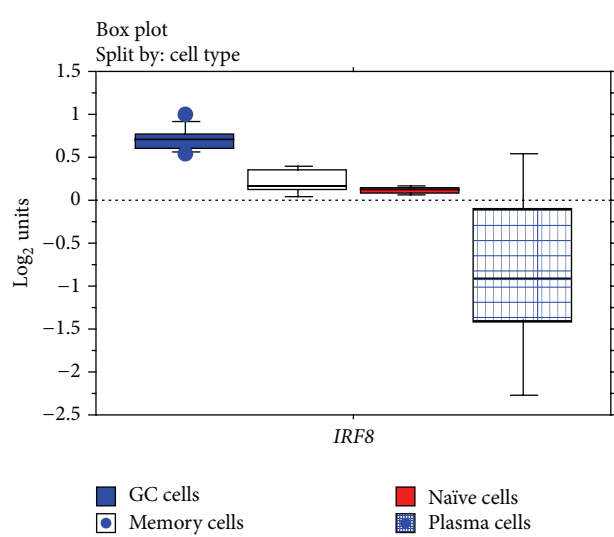 Box plot
Split by: cell type
1.5
1
0.5
0
−0.5
−1
−1.5
−2
−2.5
Log₂ units
IRF8
GC cells
Memory cells
Naïve cells
Plasma cells